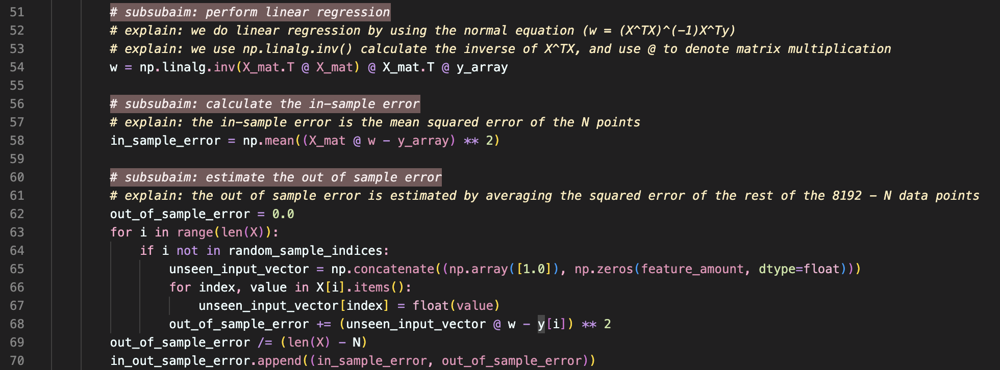 51 # subsubaim: perform linear regression
52 # explain: we do linear regression by using the normal equation (w = (X^TX)^(-1)X^Ty)
53 # explain: we use np.linalg.inv() calculate the inverse of X^TX, and use @ to denote matrix multiplication
54 w = np.linalg.inv(X_mat.T @ X_mat) @ X_mat.T @ y_array
55
56 # subsubaim: calculate the in-sample error
57 # explain: the in-sample error is the mean squared error of the N points
58 in_sample_error = np.mean((X_mat @ w - y_array) ** 2)
59
60 # subsubaim: estimate the out of sample error
61 # explain: the out of sample error is estimated by averaging the squared error of the rest of the 8192 - N data points
62 out_of_sample_error = 0.0
63 for i in range(len(X)):
64     if i not in random_sample_indices:
65         unseen_input_vector = np.concatenate((np.array([1.0]), np.zeros(feature_amount, dtype=float)))
66         for index, value in X[i].items():
67             unseen_input_vector[index] = float(value)
68         out_of_sample_error += (unseen_input_vector @ w - y[i]) ** 2
69 out_of_sample_error /= (len(X) - N)
70 in_out_sample_error.append((in_sample_error, out_of_sample_error))